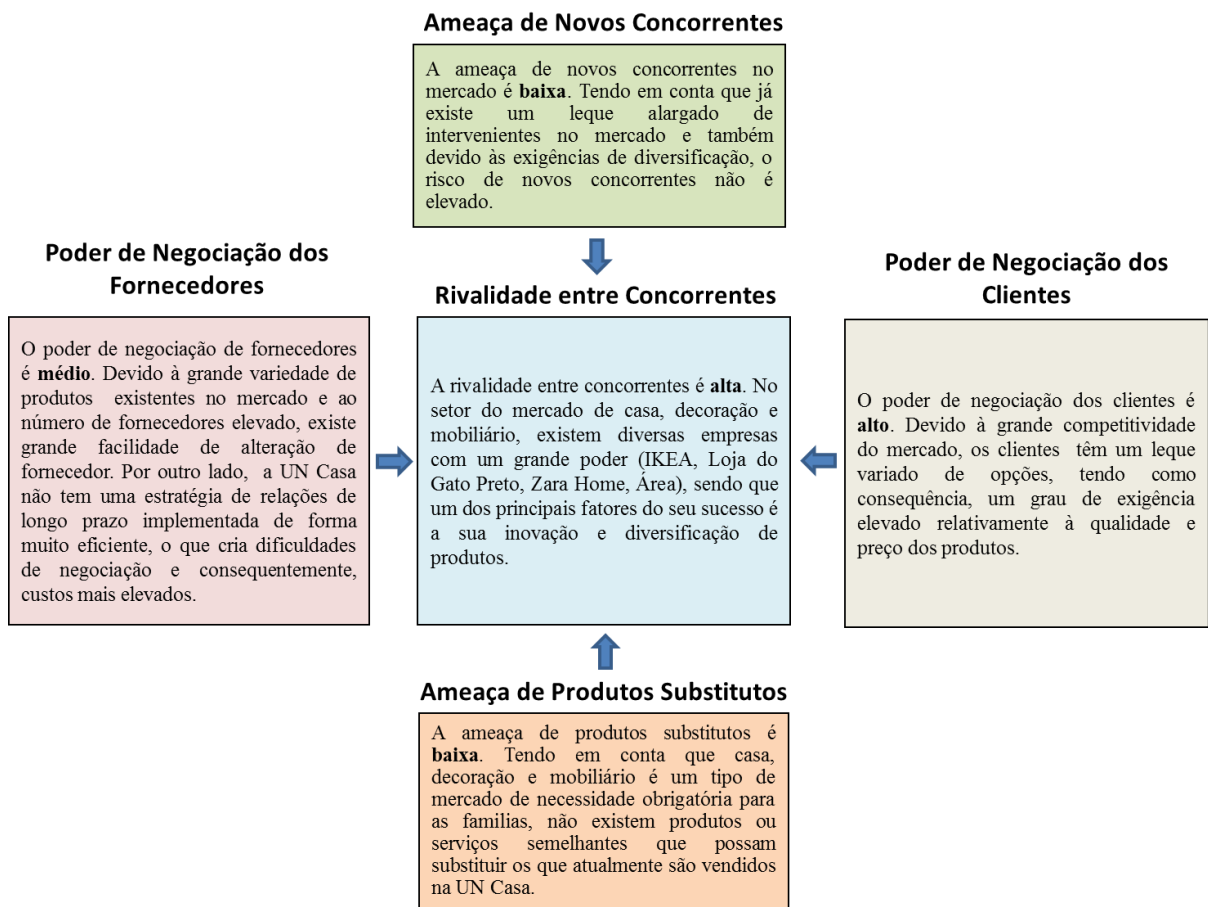 Ameaça de Novos Concorrentes
A ameaça de novos concorrentes no
mercado é baixa. Tendo em conta que já
existe um leque alargado de
intervenientes no mercado e também
devido às exigências de diversificação, o
risco de novos concorrentes não é
elevado.
Poder de Negociação dos
Fornecedores
O poder de negociação de fornecedores
é médio. Devido à grande variedade de
produtos existentes no mercado e ao
número de fornecedores elevado, existe
grande facilidade de alteração de
fornecedor. Por outro lado, a UN Casa
não tem uma estratégia de relações de
longo prazo implementada de forma
muito eficiente, o que cria dificuldades
de negociação e consequentemente,
custos mais elevados.
Rivalidade entre Concorrentes
A rivalidade entre concorrentes é alta. No
setor do mercado de casa, decoração e
mobiliário, existem diversas empresas
com um grande poder (IKEA, Loja do
Gato Preto, Zara Home, Área), sendo que
um dos principais fatores do seu sucesso é
a sua inovação e diversificação de
produtos.
Poder de Negociação dos
Clientes
O poder de negociação dos clientes é
alto. Devido à grande competitividade
do mercado, os clientes têm um leque
variado de opções, tendo como
consequência, um grau de exigência
elevado relativamente à qualidade e
preço dos produtos.
Ameaça de Produtos Substitutos
A ameaça de produtos substitutos é
baixa. Tendo em conta que casa,
decoração e mobiliário é um tipo de
mercado de necessidade obrigatória para
as familias, não existem produtos ou
serviços semelhantes que possam
substituir os que atualmente são vendidos
na UN Casa.